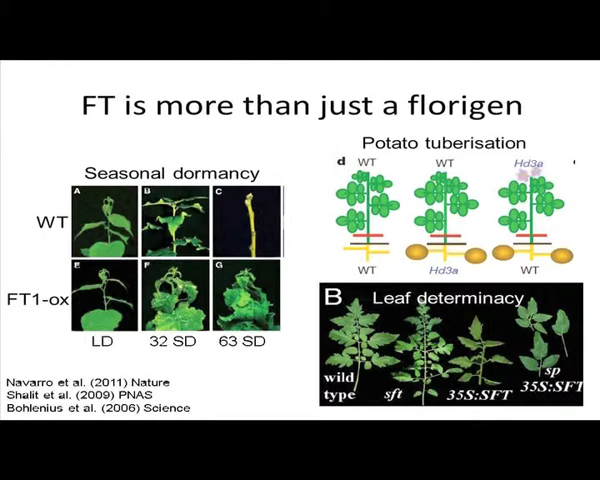 FT is more than just a florigen
Seasonal dormancy
WT
FT1-ox
A
B
C
E
F
G
LD
32 SD
63 SD
Potato tuberisation
d
WT
WT
Hd3a
WT
Hd3a
WT
B
Leaf determinacy
wild
type
sft
35S:SFT
sp
35S:SFT
Navarro et al. (2011) Nature
Shalit et al. (2009) PNAS
Bohlenius et al. (2006) Science